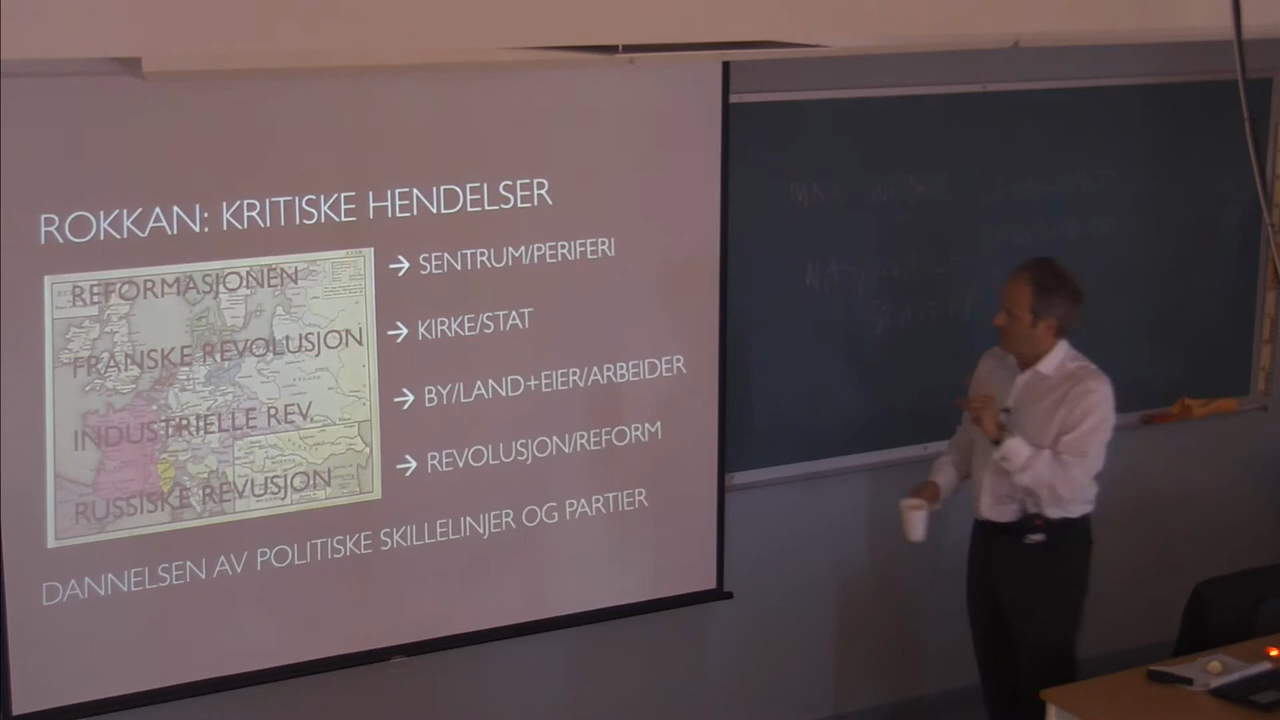 ROKKAN: KRITISKE HENDELSER
REFORMASJONEN → SENTRUM/PERIFERI
FRANSKE REVOLUSJON → KIRKE/STAT
INDUSTRIELLE REV. → BY/LAND+EIER/ARBEIDER
RUSSISKE REVUSJON → REVOLUSJON/REFORM
DANNELSEN AV POLITISKE SKILLELINJER OG PARTIER